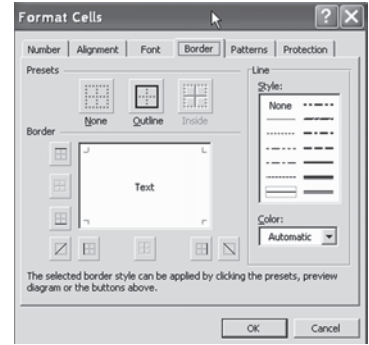 Format Cells
Number Alignment Font Border Patterns Protection
Presets
None Outline Inside
Border
Text
Line
Style:
None
Color:
Automatic
The selected border style can be applied by clicking the presets, preview
diagram or the buttons above.
OK Cancel